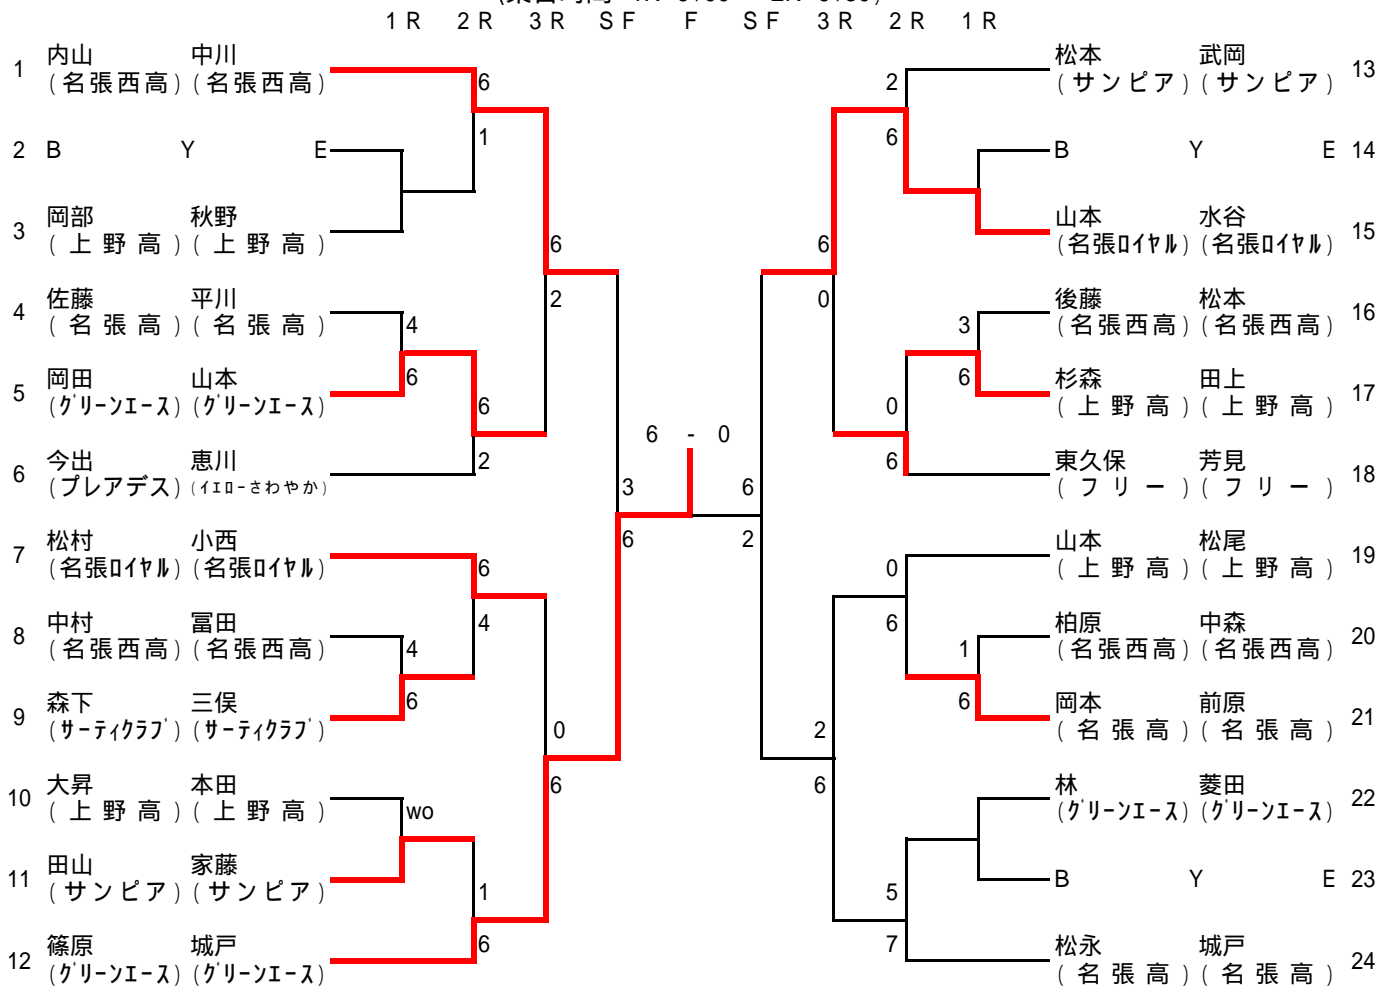 1 R 2 R 3 R S F F S F 3 R 2 R 1 R
1 内山 中川
(名張西高) (名張西高)
2 B Y E
3 岡部 秋野
(上野高) (上野高)
4 佐藤 平川
(名張高) (名張高)
5 岡田 山本
(グリーンエース) (グリーンエース)
6 今出 恵川
(プレアデス) (イエローさわやか)
7 松村 小西
(名張ロイヤル) (名張ロイヤル)
8 中村 冨田
(名張西高) (名張西高)
9 森下 三俣
(サーティクラブ) (サーティクラブ)
10 大昇 本田
(上野高) (上野高)
11 田山 家藤
(サンピア) (サンピア)
12 篠原 城戸
(グリーンエース) (グリーンエース)
6
1
4
6
6
2
6
4
4
6
wo
1
6
6
2
0
6
3
6
6 - 0
6
2
6
0
2
6
2
6
0
6
0
6
5
7
3
6
1
6
松本 武岡 13
(サンピア) (サンピア)
B Y E 14
山本 水谷 15
(名張ロイヤル) (名張ロイヤル)
後藤 松本 16
(名張西高) (名張西高)
杉森 田上 17
(上野高) (上野高)
東久保 芳見 18
(フリー) (フリー)
山本 松尾 19
(上野高) (上野高)
柏原 中森 20
(名張西高) (名張西高)
岡本 前原 21
(名張高) (名張高)
林 菱田 22
(グリーンエース) (グリーンエース)
B Y E 23
松永 城戸 24
(名張高) (名張高)